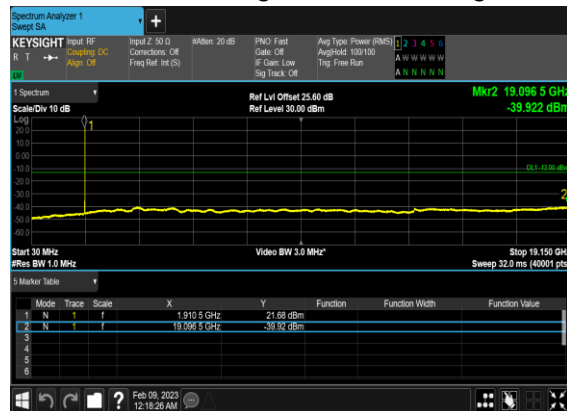 Spectrum Analyzer 1
Swept SA
KEYSIGHT
R T
Input: RF
Coupling: DC
Align: Off
Input Z: 50 Ω
Corrections: Off
Freq Ref: Int (S)
#Atten: 20 dB
PNO: Fast
Gate: Off
IF Gain: Low
Sig Track: Off
Avg Type: Power (RMS)
Avg|Hold: 100/100
Trig: Free Run
1 2 3 4 5 6
A W W W W W
A N N N N N
1 Spectrum
Scale/Div 10 dB
Ref Lvl Offset 25.60 dB
Ref Level 30.00 dBm
Mkr2 19.096 5 GHz
-39.922 dBm
Log
1
20.0
10.0
0.00
-10.0
DL1 -13.00 dBm
-20.0
-30.0
2
-40.0
-50.0
-60.0
Start 30 MHz
Video BW 3.0 MHz*
Stop 19.150 GHz
#Res BW 1.0 MHz
Sweep 32.0 ms (40001 pts)
5 Marker Table
Mode Trace Scale X Y Function Function Width Function Value
1 N 1 f 1.910 5 GHz 21.68 dBm
2 N 1 f 19.096 5 GHz -39.92 dBm
3
4
5
6
? Feb 09, 2023
12:18:26 AM